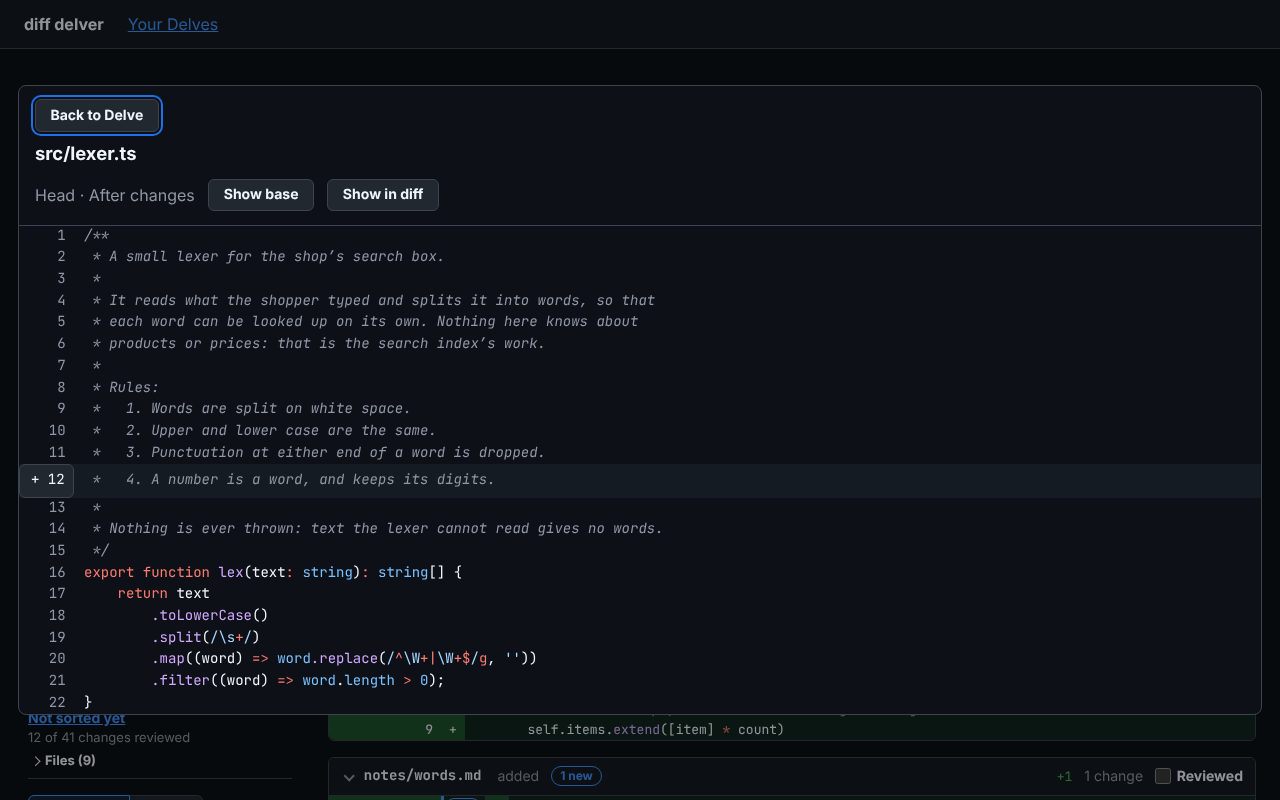 diff delver Your Delves
Back to Delve
src/lexer.ts
Head · After changes Show base Show in diff
1 /**
2  * A small lexer for the shop’s search box.
3  *
4  * It reads what the shopper typed and splits it into words, so that
5  * each word can be looked up on its own. Nothing here knows about
6  * products or prices: that is the search index’s work.
7  *
8  * Rules:
9  *   1. Words are split on white space.
10  *   2. Upper and lower case are the same.
11  *   3. Punctuation at either end of a word is dropped.
+ 12  *   4. A number is a word, and keeps its digits.
13  *
14  * Nothing is ever thrown: text the lexer cannot read gives no words.
15  */
16 export function lex(text: string): string[] {
17     return text
18         .toLowerCase()
19         .split(/\s+/)
20         .map((word) => word.replace(/^\W+|\W+$/g, ''))
21         .filter((word) => word.length > 0);
22 }
Not sorted yet
12 of 41 changes reviewed
Files (9)
9 + self.items.extend([item] * count)
notes/words.md added 1 new +1 1 change Reviewed